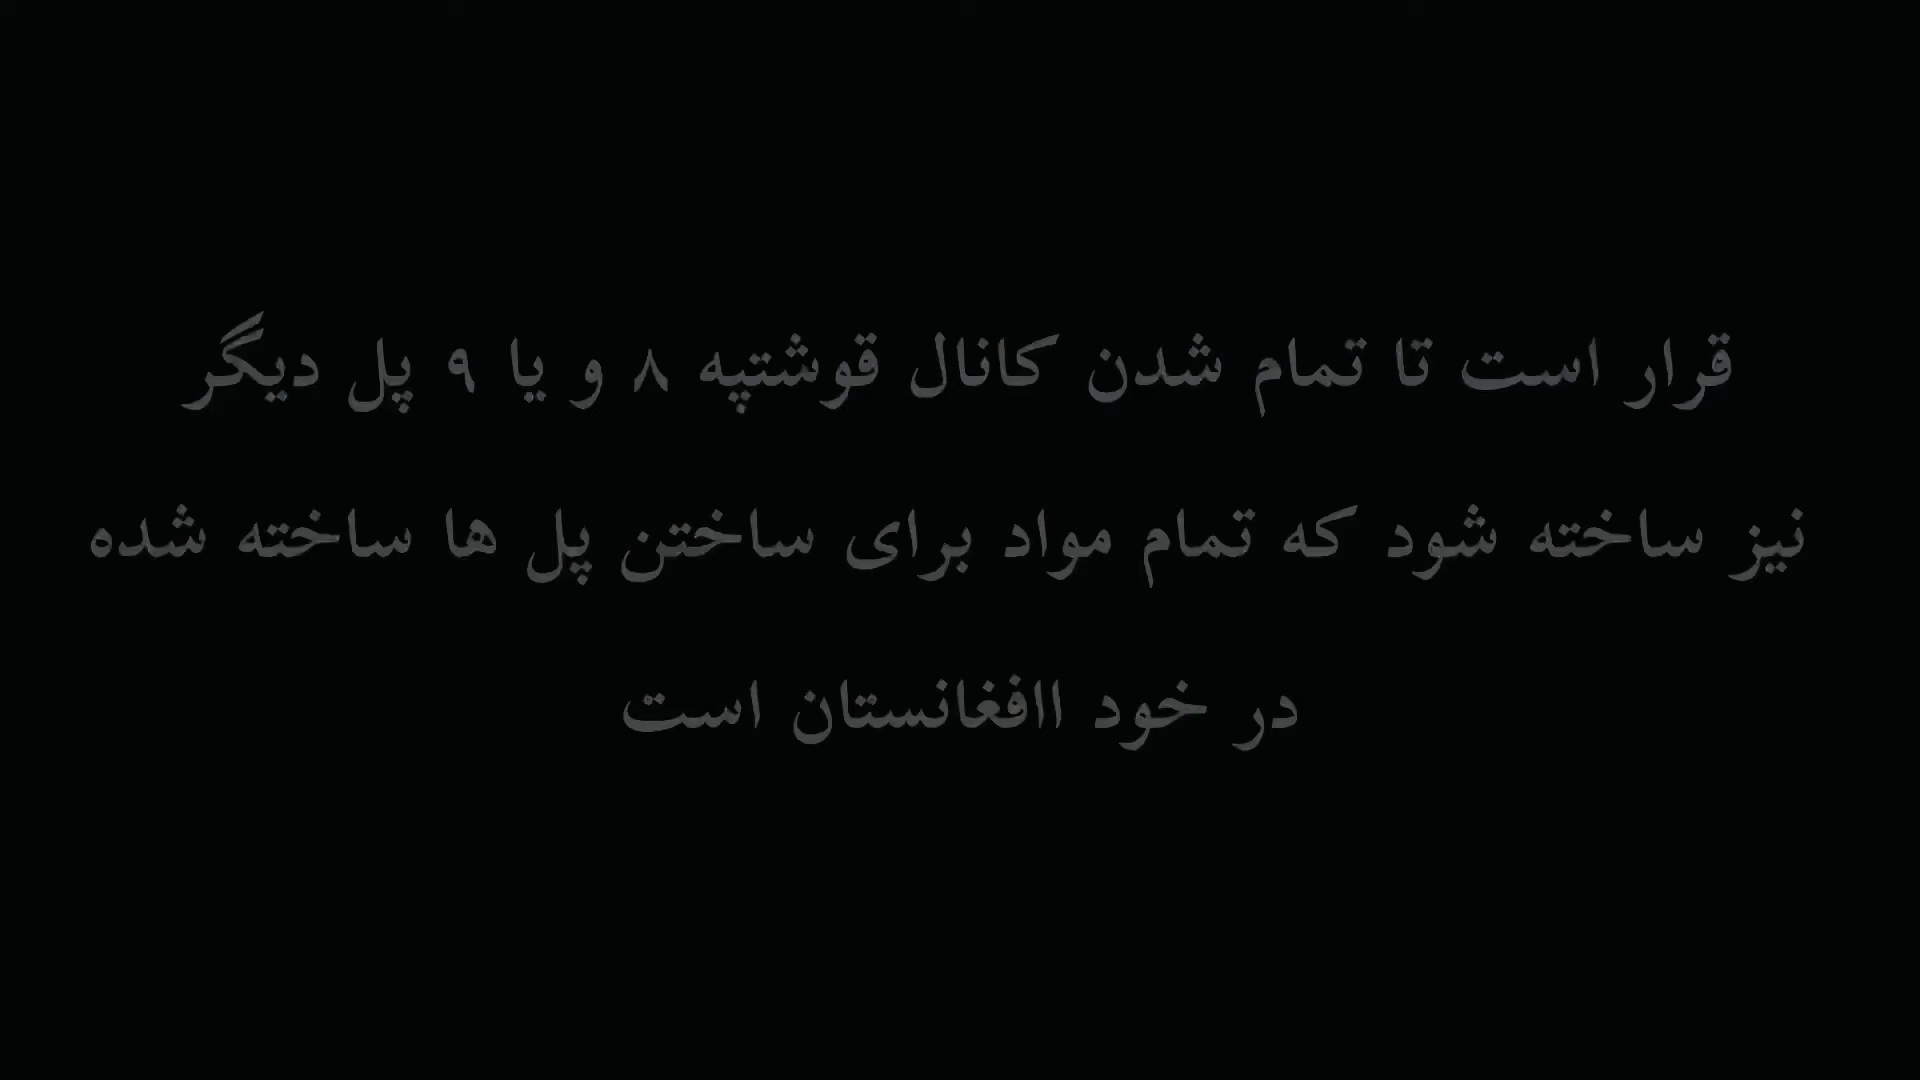 قرار است تا تمام شدن کانال قوشتپه ۸ و یا ۹ پل دیگر
نیز ساخته شود که تمام مواد برای ساختن پل ها ساخته شده
در خود اافغانستان است